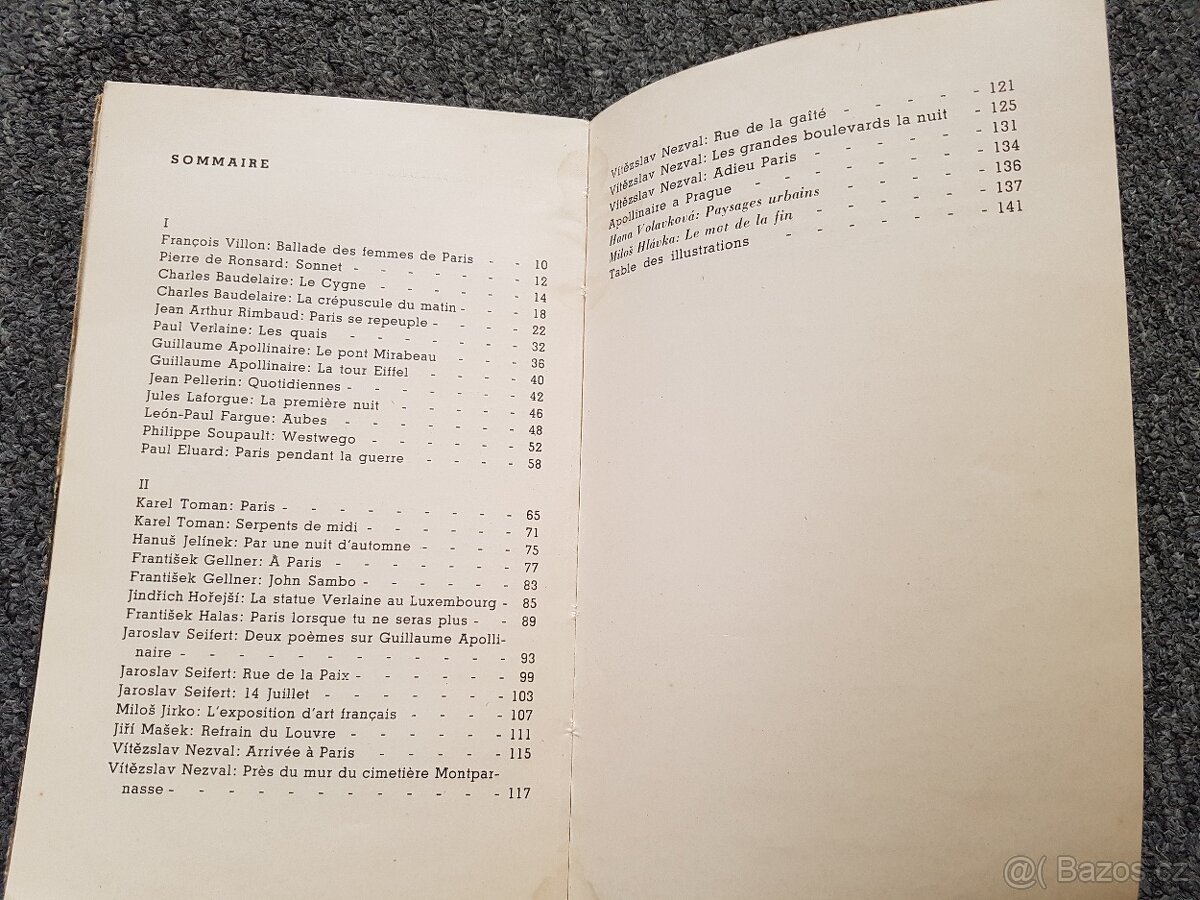 SOMMAIRE
I
François Villon: Ballade des femmes de Paris - - 10
Pierre de Ronsard: Sonnet - - - - - - - 12
Charles Baudelaire: Le Cygne - - - - - - 14
Charles Baudelaire: La crépuscule du matin - - - 18
Jean Arthur Rimbaud: Paris se repeuple - - - - 22
Paul Verlaine: Les quais - - - - - - - 32
Guillaume Apollinaire: Le pont Mirabeau - - - 36
Guillaume Apollinaire: La tour Eiffel - - - - 40
Jean Pellerin: Quotidiennes - - - - - - - 42
Jules Laforgue: La première nuit - - - - - 46
León-Paul Fargue: Aubes - - - - - - - 48
Philippe Soupault: Westwego - - - - - - 52
Paul Eluard: Paris pendant la guerre - - - - 58
II
Karel Toman: Paris - - - - - - - - - 65
Karel Toman: Serpents de midi - - - - - - 71
Hanuš Jelínek: Par une nuit d'automne - - - - 75
František Gellner: À Paris - - - - - - - 77
František Gellner: John Sambo - - - - - - 83
Jindřich Hořejší: La statue Verlaine au Luxembourg - 85
František Halas: Paris lorsque tu ne seras plus - - 89
Jaroslav Seifert: Deux poèmes sur Guillaume Apolli-
naire - - - - - - - - - - - - 93
Jaroslav Seifert: Rue de la Paix - - - - - - 99
Jaroslav Seifert: 14 Juillet - - - - - - - 103
Miloš Jirko: L'exposition d'art français - - - - 107
Jiří Mašek: Refrain du Louvre - - - - - - 111
Vítězslav Nezval: Arrivée à Paris - - - - - 115
Vítězslav Nezval: Près du mur du cimetière Montpar-
nasse - - - - - - - - - - - - 117
Vítězslav Nezval: Rue de la gaîté - - - - - 121
Vítězslav Nezval: Les grandes boulevards la nuit - 125
Vítězslav Nezval: Adieu Paris - - - - - - 131
Apollinaire a Prague - - - - - - - - 134
Hana Volavková: Paysages urbains - - - - - 136
Miloš Hlávka: Le mot de la fin - - - - - - 137
Table des illustrations - - - - - - - 141
@( Bazos.cz